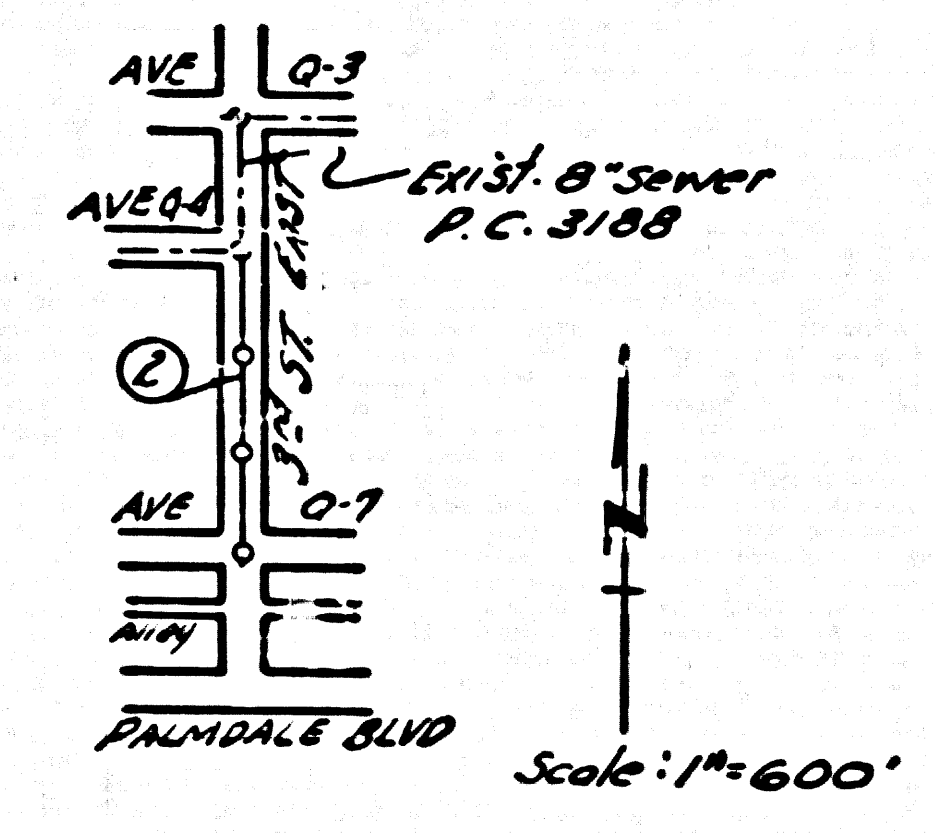 AVE Q-3
Exist. 8" Sewer
P.C. 3188
AVE Q-4
3RD ST. EAST
2
AVE Q-7
Alley
PALMDALE BLVD
N
Scale: 1"=600'